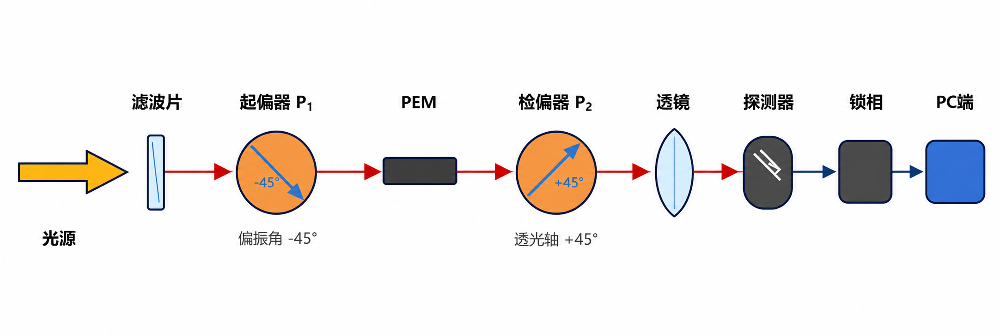 滤波片
起偏器 P₁
PEM
检偏器 P₂
透镜
探测器
锁相
PC端
-45°
+45°
光源
偏振角 -45°
透光轴 +45°